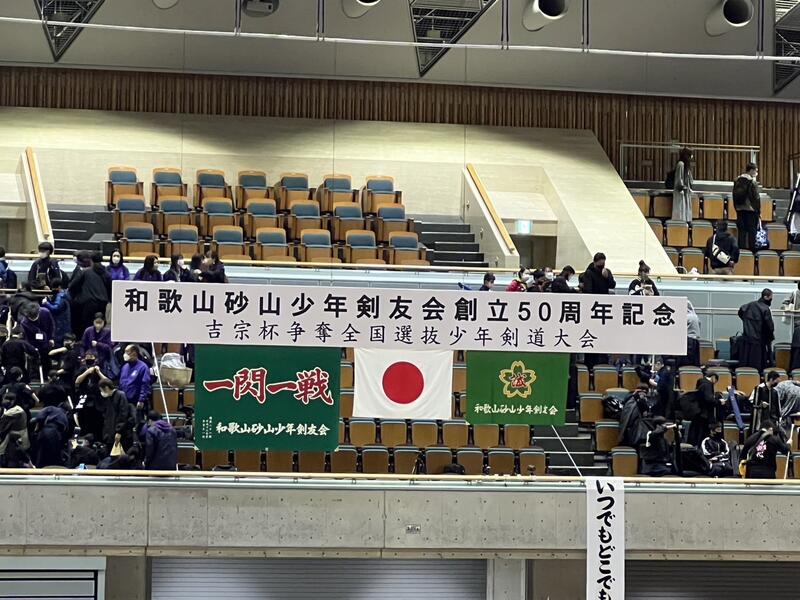 和歌山砂山少年剣友会創立50周年記念
吉宗杯争奪全国選抜少年剣道大会
一閃一戦
和歌山砂山少年剣友会
和歌山砂山少年剣友会
いつでもどこでも